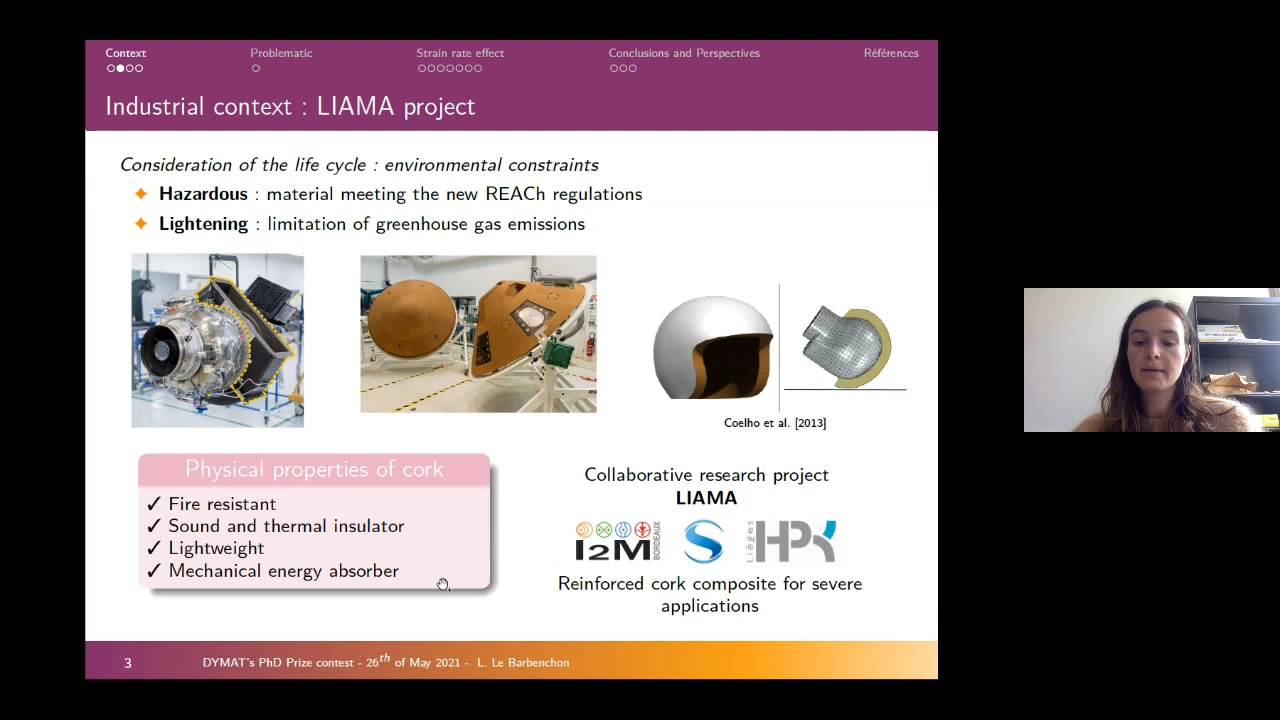 Context
Problematic
Strain rate effect
Conclusions and Perspectives
Références
Industrial context : LIAMA project
Consideration of the life cycle : environmental constraints
✦ Hazardous : material meeting the new REACh regulations
✦ Lightening : limitation of greenhouse gas emissions
Coelho et al. [2013]
Physical properties of cork
✓ Fire resistant
✓ Sound and thermal insulator
✓ Lightweight
✓ Mechanical energy absorber
Collaborative research project
LIAMA
I2M
BORDEAUX
Lièges
HPK
Reinforced cork composite for severe
applications
3
DYMAT's PhD Prize contest - 26th of May 2021 - L. Le Barbenchon